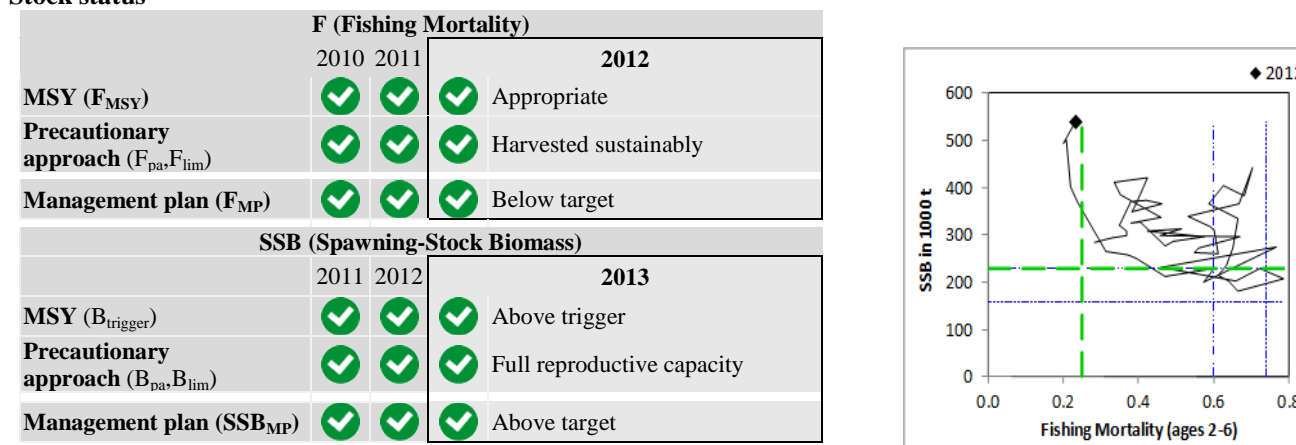 Stock status
F (Fishing Mortality)
2010 2011 2012
MSY (FMSY) Appropriate
Precautionary
approach (Fpa,Flim) Harvested sustainably
Management plan (FMP) Below target
SSB (Spawning-Stock Biomass)
2011 2012 2013
MSY (Btrigger) Above trigger
Precautionary
approach (Bpa,Blim) Full reproductive capacity
Management plan (SSBMP) Above target
2012
600
500
400
300
200
100
0
SSB in 1000 t
0.0 0.2 0.4 0.6 0.8
Fishing Mortality (ages 2-6)